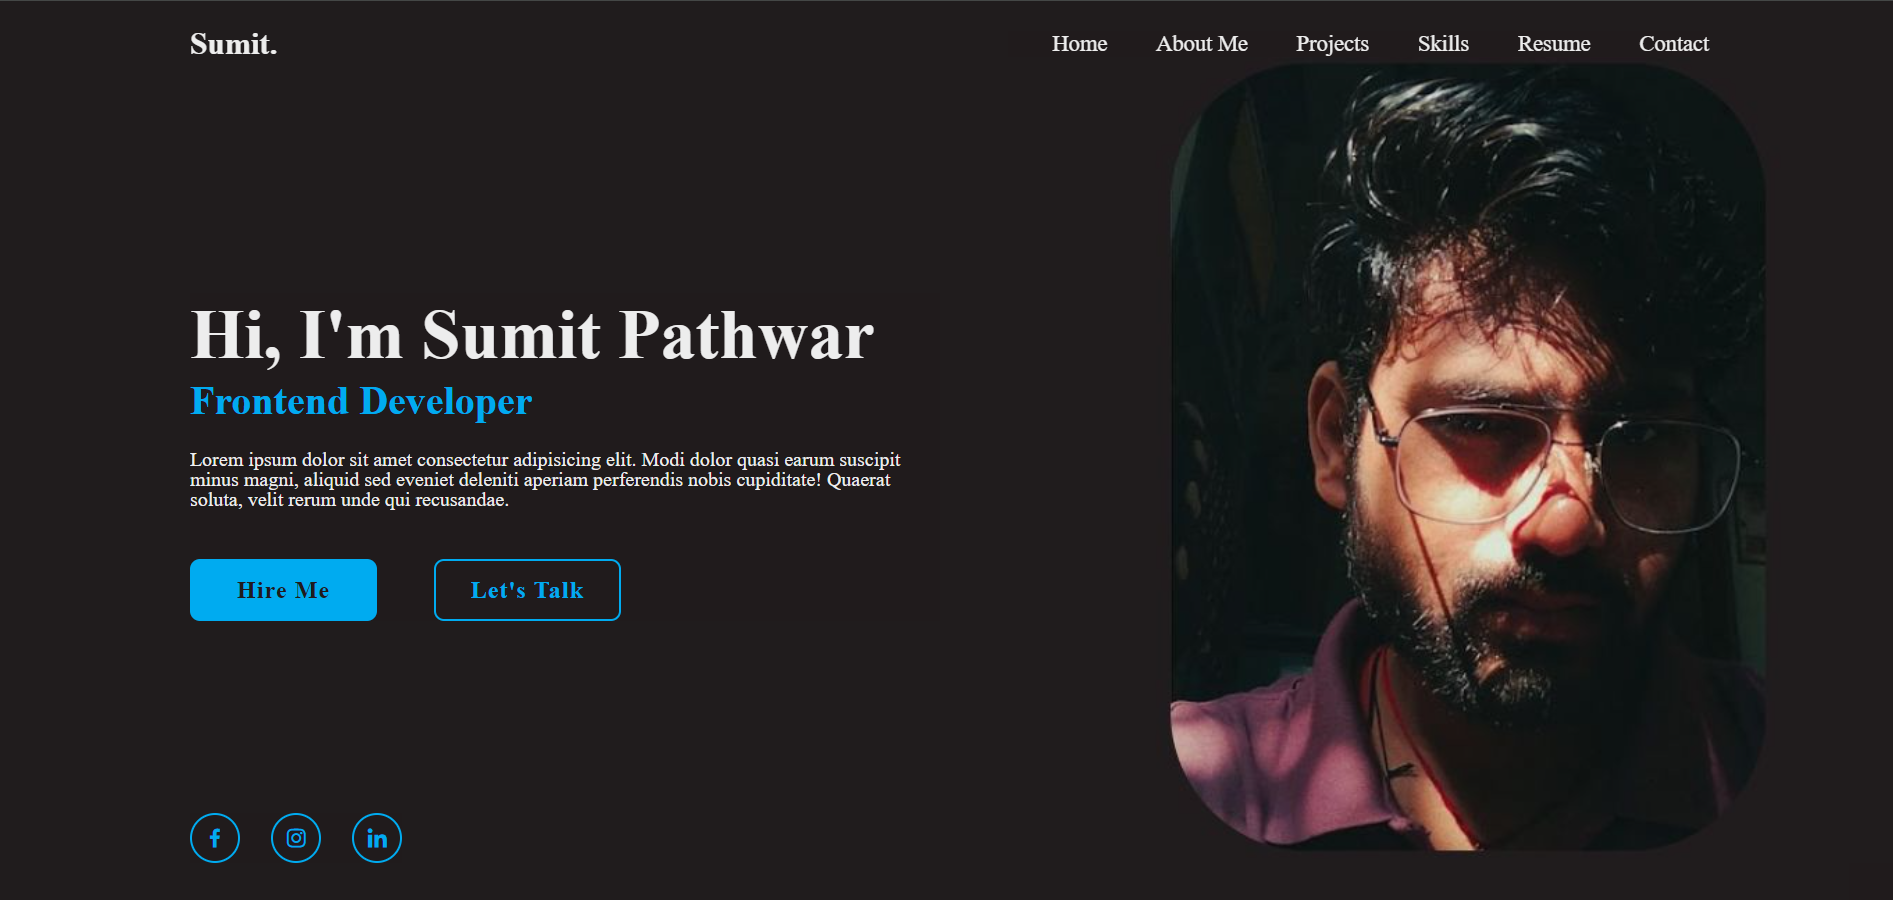 Sumit.
Home About Me Projects Skills Resume Contact
Hi, I'm Sumit Pathwar
Frontend Developer
Lorem ipsum dolor sit amet consectetur adipisicing elit. Modi dolor quasi earum suscipit
minus magni, aliquid sed eveniet deleniti aperiam perferendis nobis cupiditate! Quaerat
soluta, velit rerum unde qui recusandae.
Hire Me Let's Talk